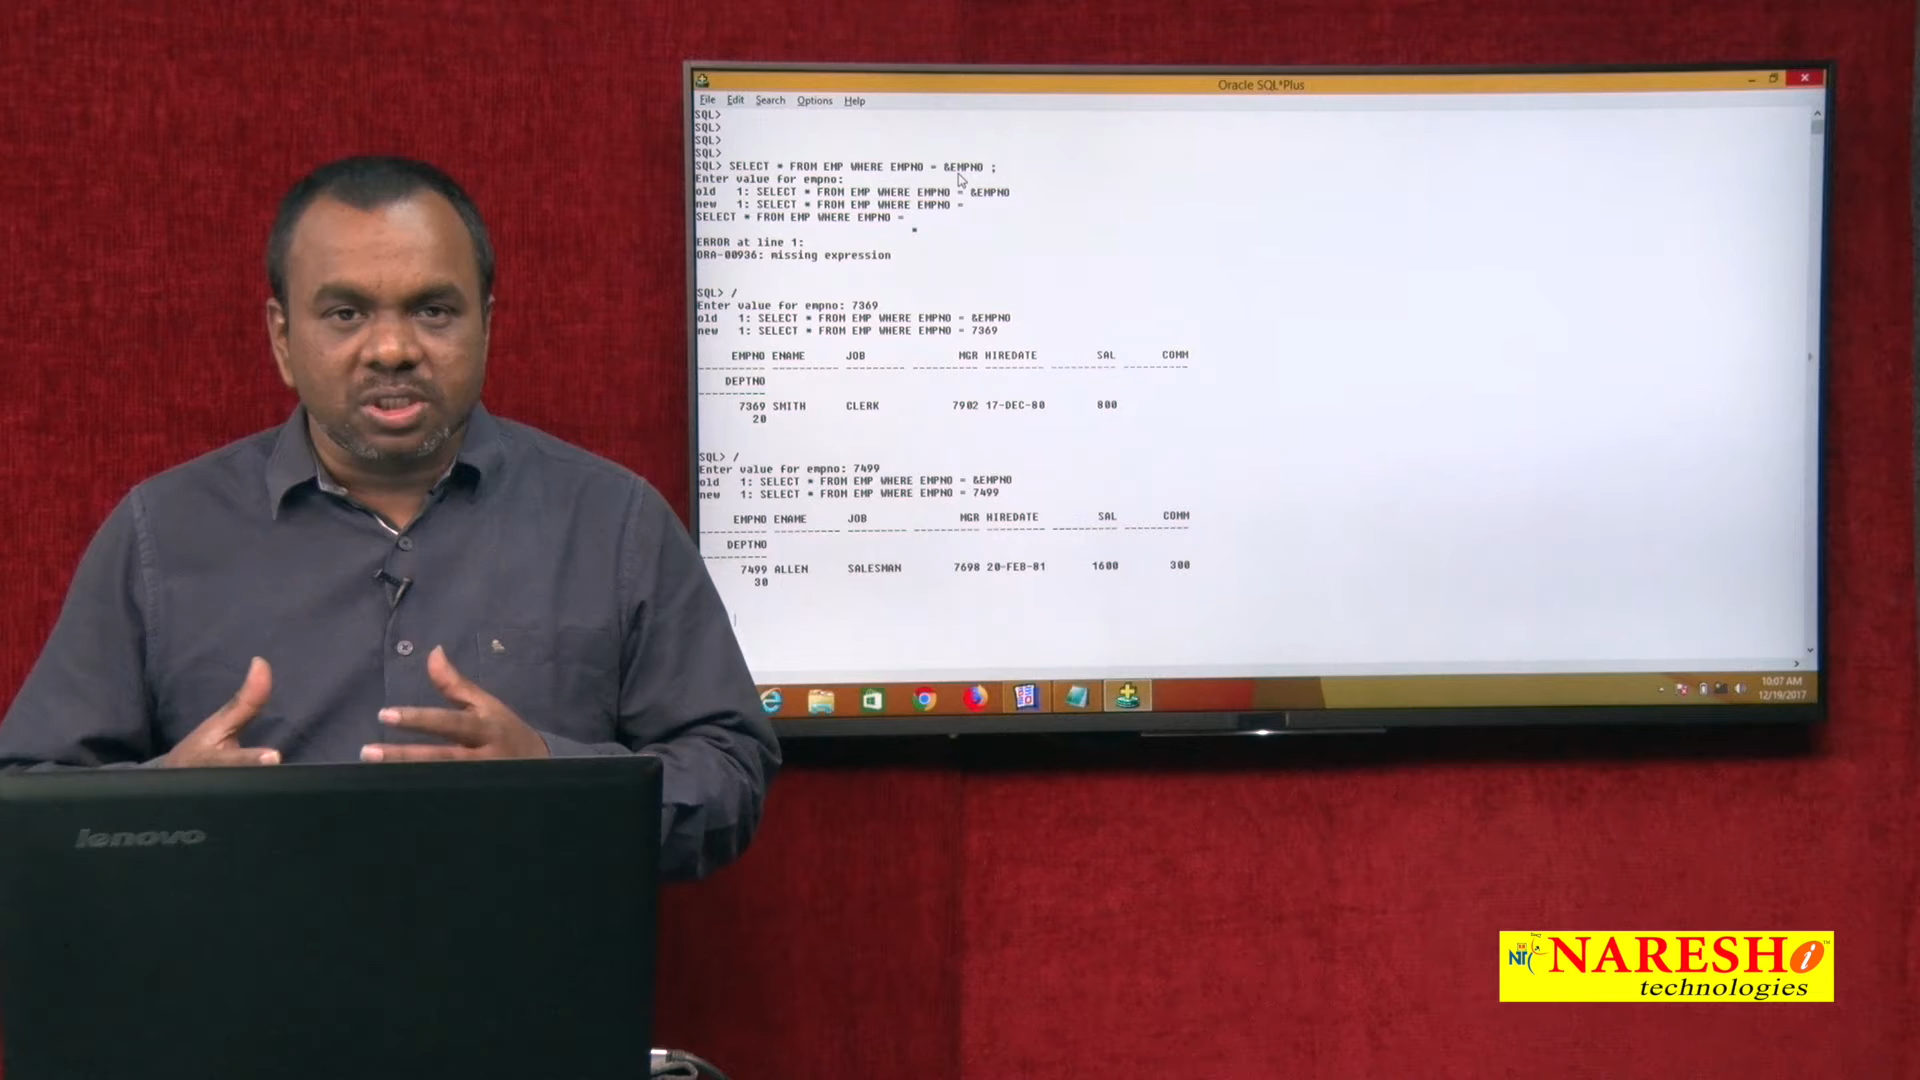 Oracle SQL*Plus
File Edit Search Options Help
SQL>
SQL>
SQL>
SQL>
SQL> SELECT * FROM EMP WHERE EMPNO = &EMPNO ;
Enter value for empno:
old 1: SELECT * FROM EMP WHERE EMPNO = &EMPNO
new 1: SELECT * FROM EMP WHERE EMPNO =
SELECT * FROM EMP WHERE EMPNO =
*
ERROR at line 1:
ORA-00936: missing expression
SQL> /
Enter value for empno: 7369
old 1: SELECT * FROM EMP WHERE EMPNO = &EMPNO
new 1: SELECT * FROM EMP WHERE EMPNO = 7369
EMPNO ENAME JOB MGR HIREDATE SAL COMM
---------- ---------- --------- ---------- --------- ---------- ----------
DEPTNO
----------
7369 SMITH CLERK 7902 17-DEC-80 800
20
SQL> /
Enter value for empno: 7499
old 1: SELECT * FROM EMP WHERE EMPNO = &EMPNO
new 1: SELECT * FROM EMP WHERE EMPNO = 7499
EMPNO ENAME JOB MGR HIREDATE SAL COMM
---------- ---------- --------- ---------- --------- ---------- ----------
DEPTNO
----------
7499 ALLEN SALESMAN 7698 20-FEB-81 1600 300
30
10:07 AM
12/19/2017
lenovo
NARESH i
technologies